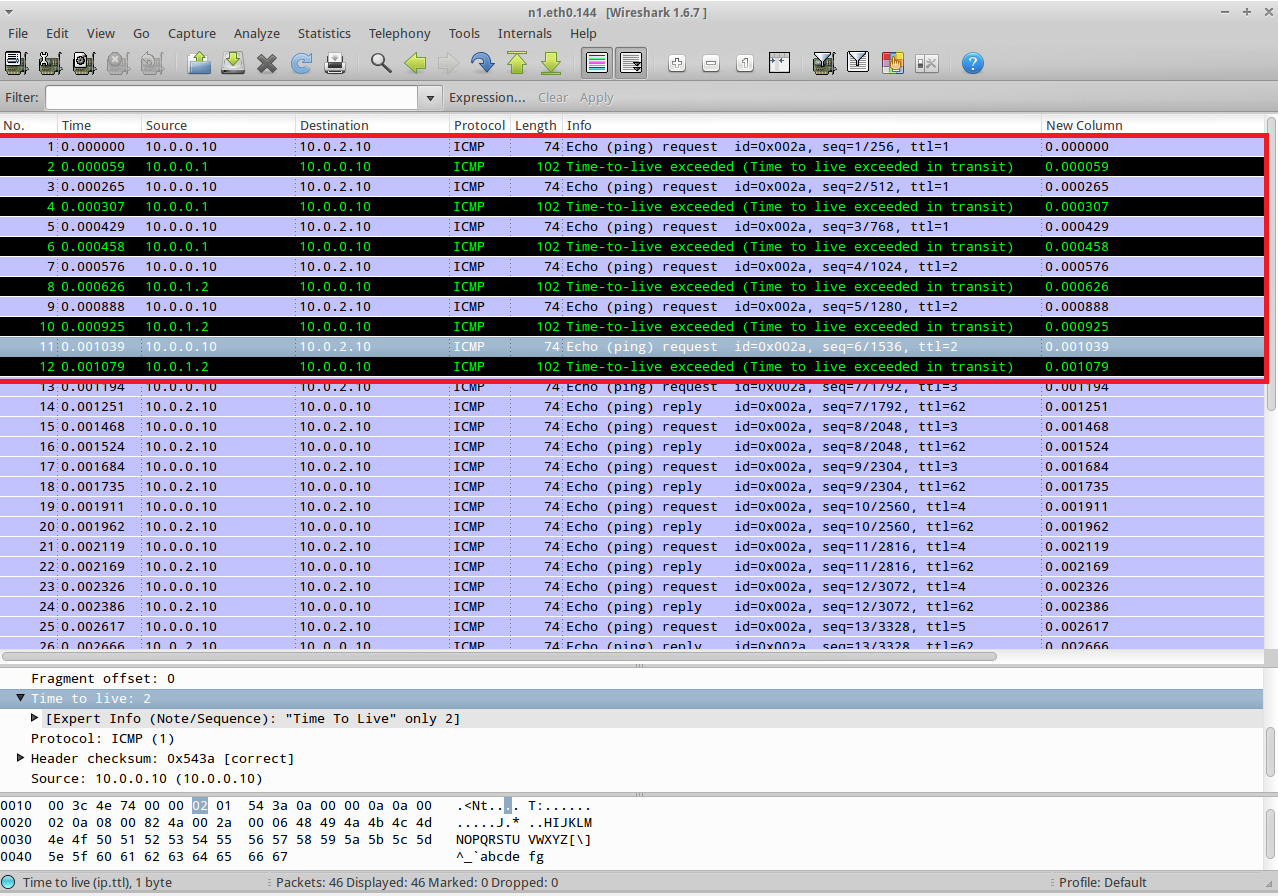 n1.eth0.144   [Wireshark 1.6.7 ]
File Edit View Go Capture Analyze Statistics Telephony Tools Internals Help
Filter: Expression... Clear Apply
No. Time Source Destination Protocol Length Info New Column
1 0.000000 10.0.0.10 10.0.2.10 ICMP 74 Echo (ping) request  id=0x002a, seq=1/256, ttl=1 0.000000
2 0.000059 10.0.0.1 10.0.0.10 ICMP 102 Time-to-live exceeded (Time to live exceeded in transit) 0.000059
3 0.000265 10.0.0.10 10.0.2.10 ICMP 74 Echo (ping) request  id=0x002a, seq=2/512, ttl=1 0.000265
4 0.000307 10.0.0.1 10.0.0.10 ICMP 102 Time-to-live exceeded (Time to live exceeded in transit) 0.000307
5 0.000429 10.0.0.10 10.0.2.10 ICMP 74 Echo (ping) request  id=0x002a, seq=3/768, ttl=1 0.000429
6 0.000458 10.0.0.1 10.0.0.10 ICMP 102 Time-to-live exceeded (Time to live exceeded in transit) 0.000458
7 0.000576 10.0.0.10 10.0.2.10 ICMP 74 Echo (ping) request  id=0x002a, seq=4/1024, ttl=2 0.000576
8 0.000626 10.0.1.2 10.0.0.10 ICMP 102 Time-to-live exceeded (Time to live exceeded in transit) 0.000626
9 0.000888 10.0.0.10 10.0.2.10 ICMP 74 Echo (ping) request  id=0x002a, seq=5/1280, ttl=2 0.000888
10 0.000925 10.0.1.2 10.0.0.10 ICMP 102 Time-to-live exceeded (Time to live exceeded in transit) 0.000925
11 0.001039 10.0.0.10 10.0.2.10 ICMP 74 Echo (ping) request  id=0x002a, seq=6/1536, ttl=2 0.001039
12 0.001079 10.0.1.2 10.0.0.10 ICMP 102 Time-to-live exceeded (Time to live exceeded in transit) 0.001079
13 0.001194 10.0.0.10 10.0.2.10 ICMP 74 Echo (ping) request  id=0x002a, seq=7/1792, ttl=3 0.001194
14 0.001251 10.0.2.10 10.0.0.10 ICMP 74 Echo (ping) reply    id=0x002a, seq=7/1792, ttl=62 0.001251
15 0.001468 10.0.0.10 10.0.2.10 ICMP 74 Echo (ping) request  id=0x002a, seq=8/2048, ttl=3 0.001468
16 0.001524 10.0.2.10 10.0.0.10 ICMP 74 Echo (ping) reply    id=0x002a, seq=8/2048, ttl=62 0.001524
17 0.001684 10.0.0.10 10.0.2.10 ICMP 74 Echo (ping) request  id=0x002a, seq=9/2304, ttl=3 0.001684
18 0.001735 10.0.2.10 10.0.0.10 ICMP 74 Echo (ping) reply    id=0x002a, seq=9/2304, ttl=62 0.001735
19 0.001911 10.0.0.10 10.0.2.10 ICMP 74 Echo (ping) request  id=0x002a, seq=10/2560, ttl=4 0.001911
20 0.001962 10.0.2.10 10.0.0.10 ICMP 74 Echo (ping) reply    id=0x002a, seq=10/2560, ttl=62 0.001962
21 0.002119 10.0.0.10 10.0.2.10 ICMP 74 Echo (ping) request  id=0x002a, seq=11/2816, ttl=4 0.002119
22 0.002169 10.0.2.10 10.0.0.10 ICMP 74 Echo (ping) reply    id=0x002a, seq=11/2816, ttl=62 0.002169
23 0.002326 10.0.0.10 10.0.2.10 ICMP 74 Echo (ping) request  id=0x002a, seq=12/3072, ttl=4 0.002326
24 0.002386 10.0.2.10 10.0.0.10 ICMP 74 Echo (ping) reply    id=0x002a, seq=12/3072, ttl=62 0.002386
25 0.002617 10.0.0.10 10.0.2.10 ICMP 74 Echo (ping) request  id=0x002a, seq=13/3328, ttl=5 0.002617
26 0.002666 10.0.2.10 10.0.0.10 ICMP 74 Echo (ping) reply    id=0x002a, seq=13/3328, ttl=62 0.002666
Fragment offset: 0
Time to live: 2
[Expert Info (Note/Sequence): "Time To Live" only 2]
Protocol: ICMP (1)
Header checksum: 0x543a [correct]
Source: 10.0.0.10 (10.0.0.10)
0010 00 3c 4e 74 00 00 02 01  54 3a 0a 00 00 0a 0a 00 .<Nt.... T:......
0020 02 0a 08 00 82 4a 00 2a  00 06 48 49 4a 4b 4c 4d .....J.* ..HIJKLM
0030 4e 4f 50 51 52 53 54 55  56 57 58 59 5a 5b 5c 5d NOPQRSTU VWXYZ[\]
0040 5e 5f 60 61 62 63 64 65  66 67 ^_`abcde fg
Time to live (ip.ttl), 1 byte Packets: 46 Displayed: 46 Marked: 0 Dropped: 0 Profile: Default